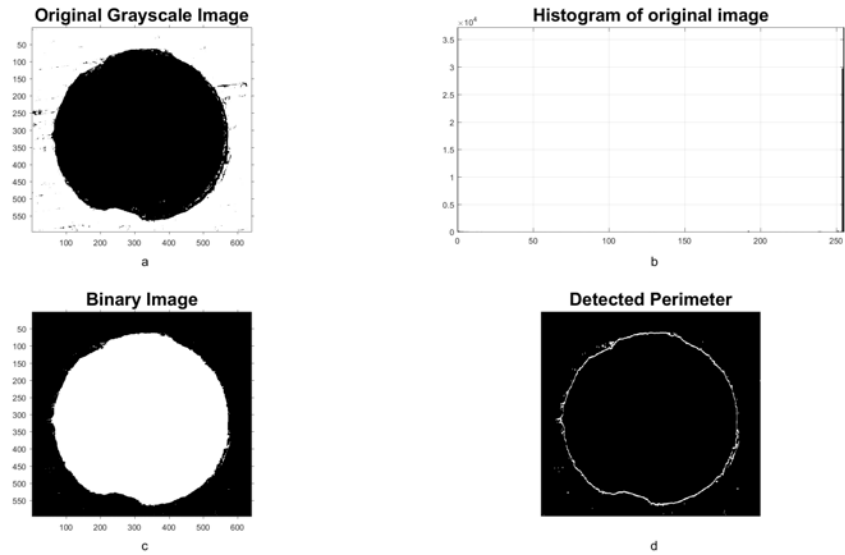 Original Grayscale Image
50
100
150
200
250
300
350
400
450
500
550
100 200 300 400 500 600
a
Histogram of original image
×10⁴
3.5
3
2.5
2
1.5
1
0.5
0
0 50 100 150 200 250
b
Binary Image
50
100
150
200
250
300
350
400
450
500
550
100 200 300 400 500 600
c
Detected Perimeter
d